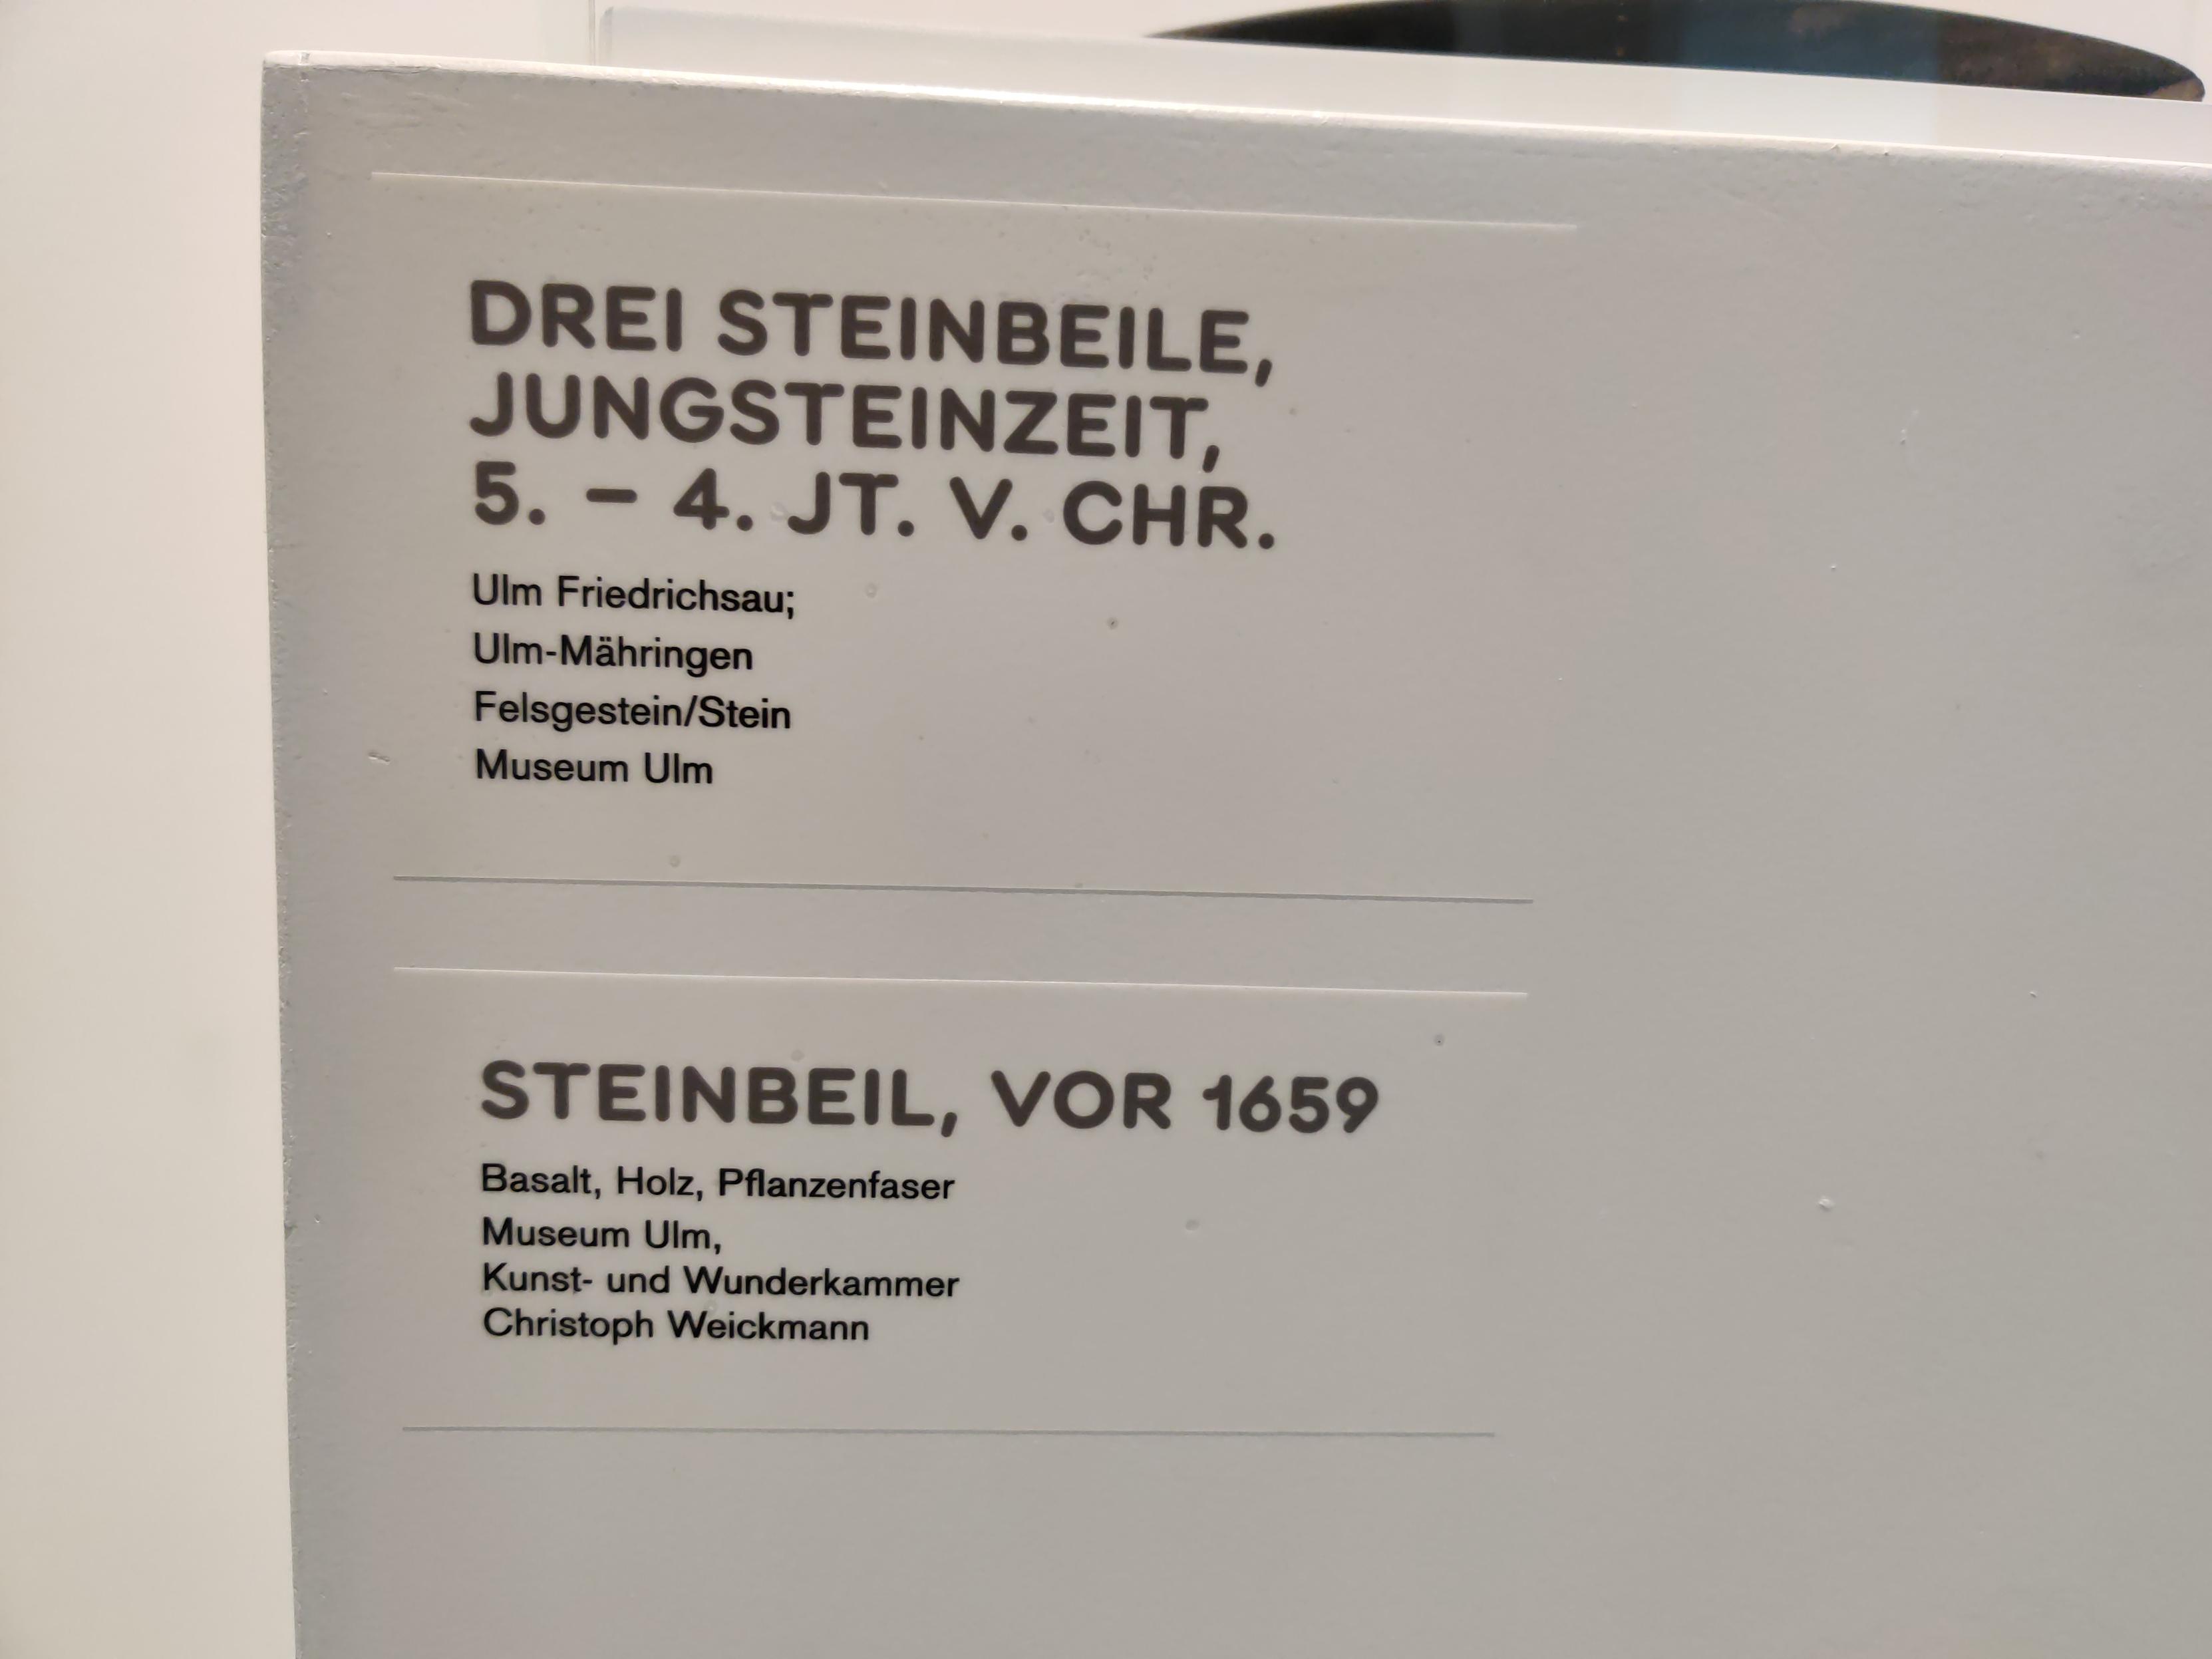 DREI STEINBEILE,
JUNGSTEINZEIT,
5. – 4. JT. V. CHR.
Ulm Friedrichsau;
Ulm-Mähringen
Felsgestein/Stein
Museum Ulm
STEINBEIL, VOR 1659
Basalt, Holz, Pflanzenfaser
Museum Ulm,
Kunst- und Wunderkammer
Christoph Weickmann